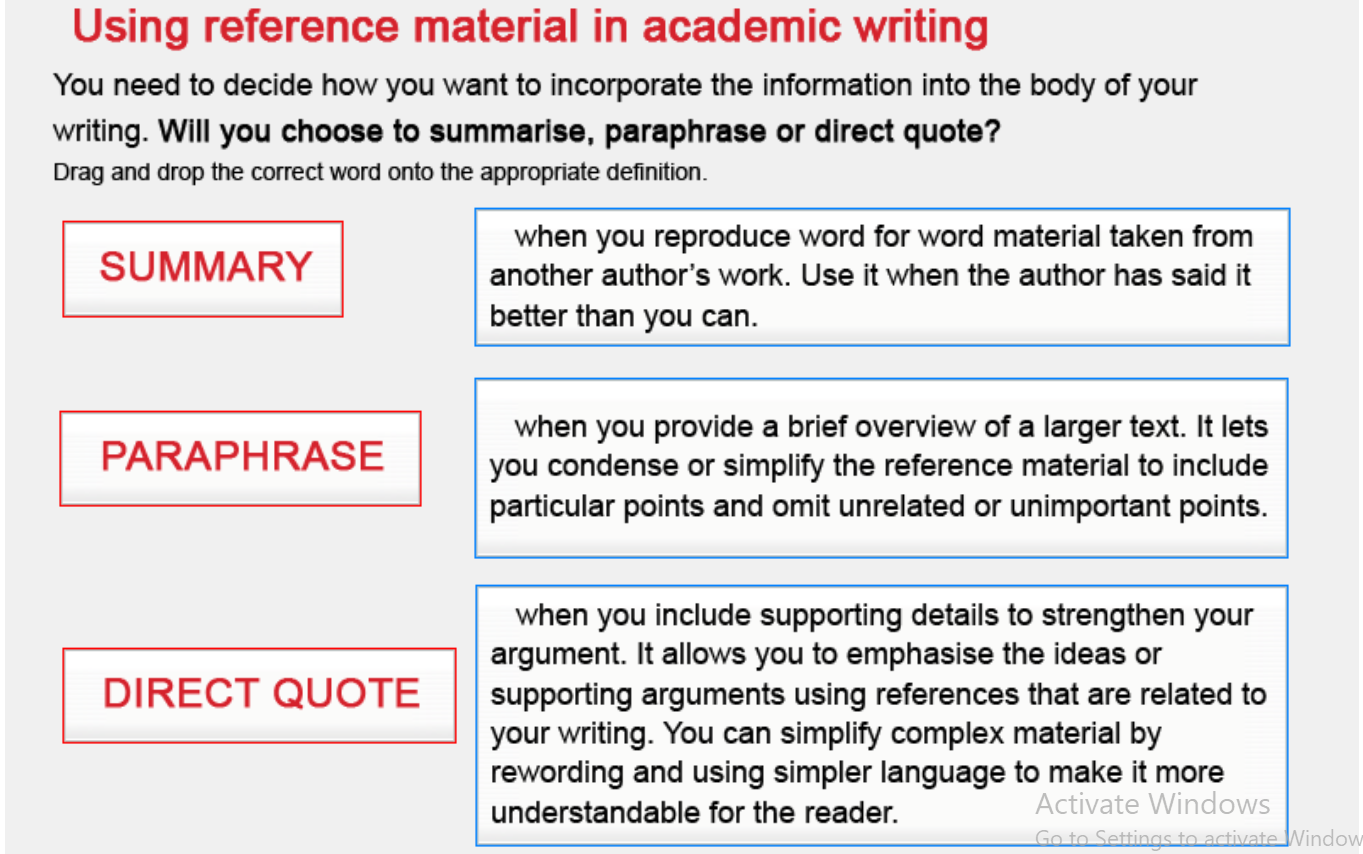 Using reference material in academic writing
You need to decide how you want to incorporate the information into the body of your
writing. Will you choose to summarise, paraphrase or direct quote?
Drag and drop the correct word onto the appropriate definition.
SUMMARY
when you reproduce word for word material taken from
another author’s work. Use it when the author has said it
better than you can.
PARAPHRASE
when you provide a brief overview of a larger text. It lets
you condense or simplify the reference material to include
particular points and omit unrelated or unimportant points.
DIRECT QUOTE
when you include supporting details to strengthen your
argument. It allows you to emphasise the ideas or
supporting arguments using references that are related to
your writing. You can simplify complex material by
rewording and using simpler language to make it more
understandable for the reader.
Activate Windows
Go to Settings to activate Window